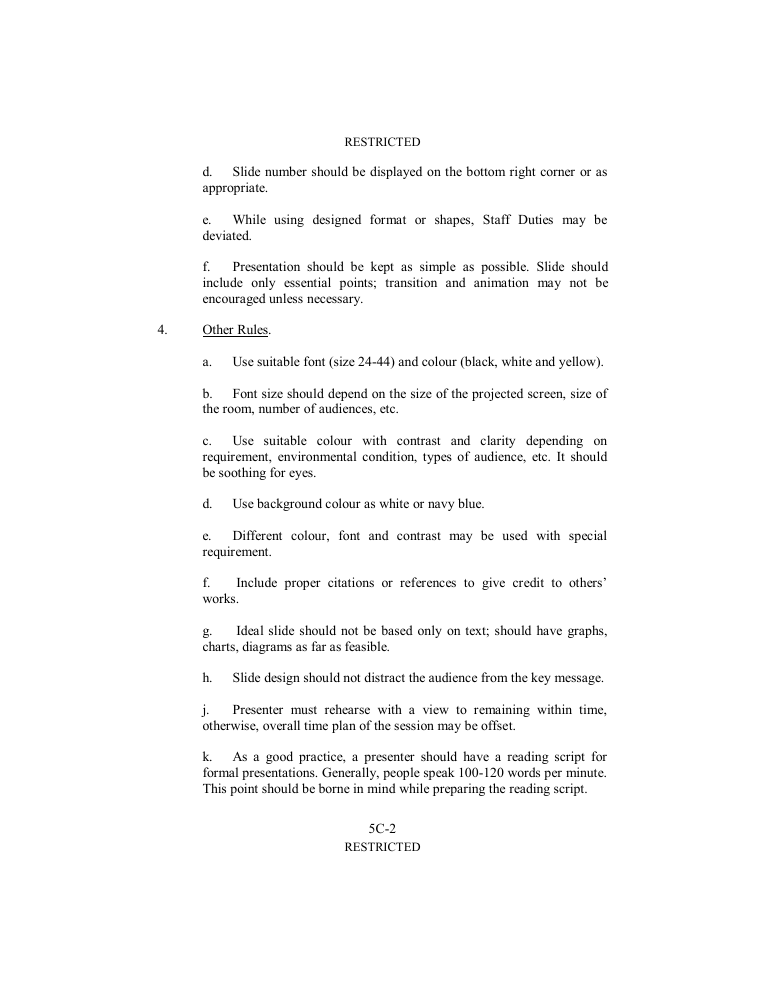 RESTRICTED
d. Slide number should be displayed on the bottom right corner or as
appropriate.
e. While using designed format or shapes, Staff Duties may be
deviated.
f. Presentation should be kept as simple as possible. Slide should
include only essential points; transition and animation may not be
encouraged unless necessary.
4. Other Rules.
a. Use suitable font (size 24-44) and colour (black, white and yellow).
b. Font size should depend on the size of the projected screen, size of
the room, number of audiences, etc.
c. Use suitable colour with contrast and clarity depending on
requirement, environmental condition, types of audience, etc. It should
be soothing for eyes.
d. Use background colour as white or navy blue.
e. Different colour, font and contrast may be used with special
requirement.
f. Include proper citations or references to give credit to others’
works.
g. Ideal slide should not be based only on text; should have graphs,
charts, diagrams as far as feasible.
h. Slide design should not distract the audience from the key message.
j. Presenter must rehearse with a view to remaining within time,
otherwise, overall time plan of the session may be offset.
k. As a good practice, a presenter should have a reading script for
formal presentations. Generally, people speak 100-120 words per minute.
This point should be borne in mind while preparing the reading script.
5C-2
RESTRICTED